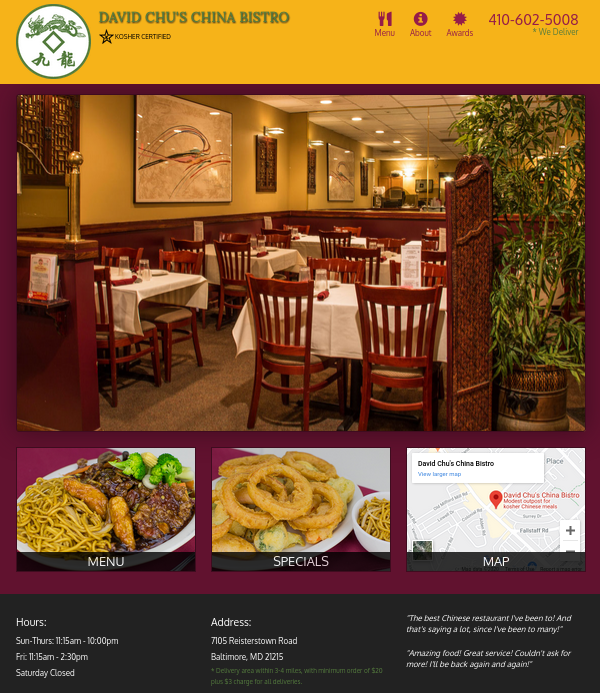 DAVID CHU'S CHINA BISTRO
KOSHER CERTIFIED
九龍
Menu
About
Awards
410-602-5008
* We Deliver
David Chu's China Bistro
View larger map
Place
David Chu's China Bistro
Modest outpost for
kosher Chinese meals
Fallstaff Rd
MENU
SPECIALS
MAP
Hours:
Sun-Thurs: 11:15am - 10:00pm
Fri: 11:15am - 2:30pm
Saturday Closed
Address:
7105 Reisterstown Road
Baltimore, MD 21215
* Delivery area within 3-4 miles, with minimum order of $20
plus $3 charge for all deliveries.
"The best Chinese restaurant I've been to! And
that's saying a lot, since I've been to many!"
"Amazing food! Great service! Couldn't ask for
more! I'll be back again and again!"